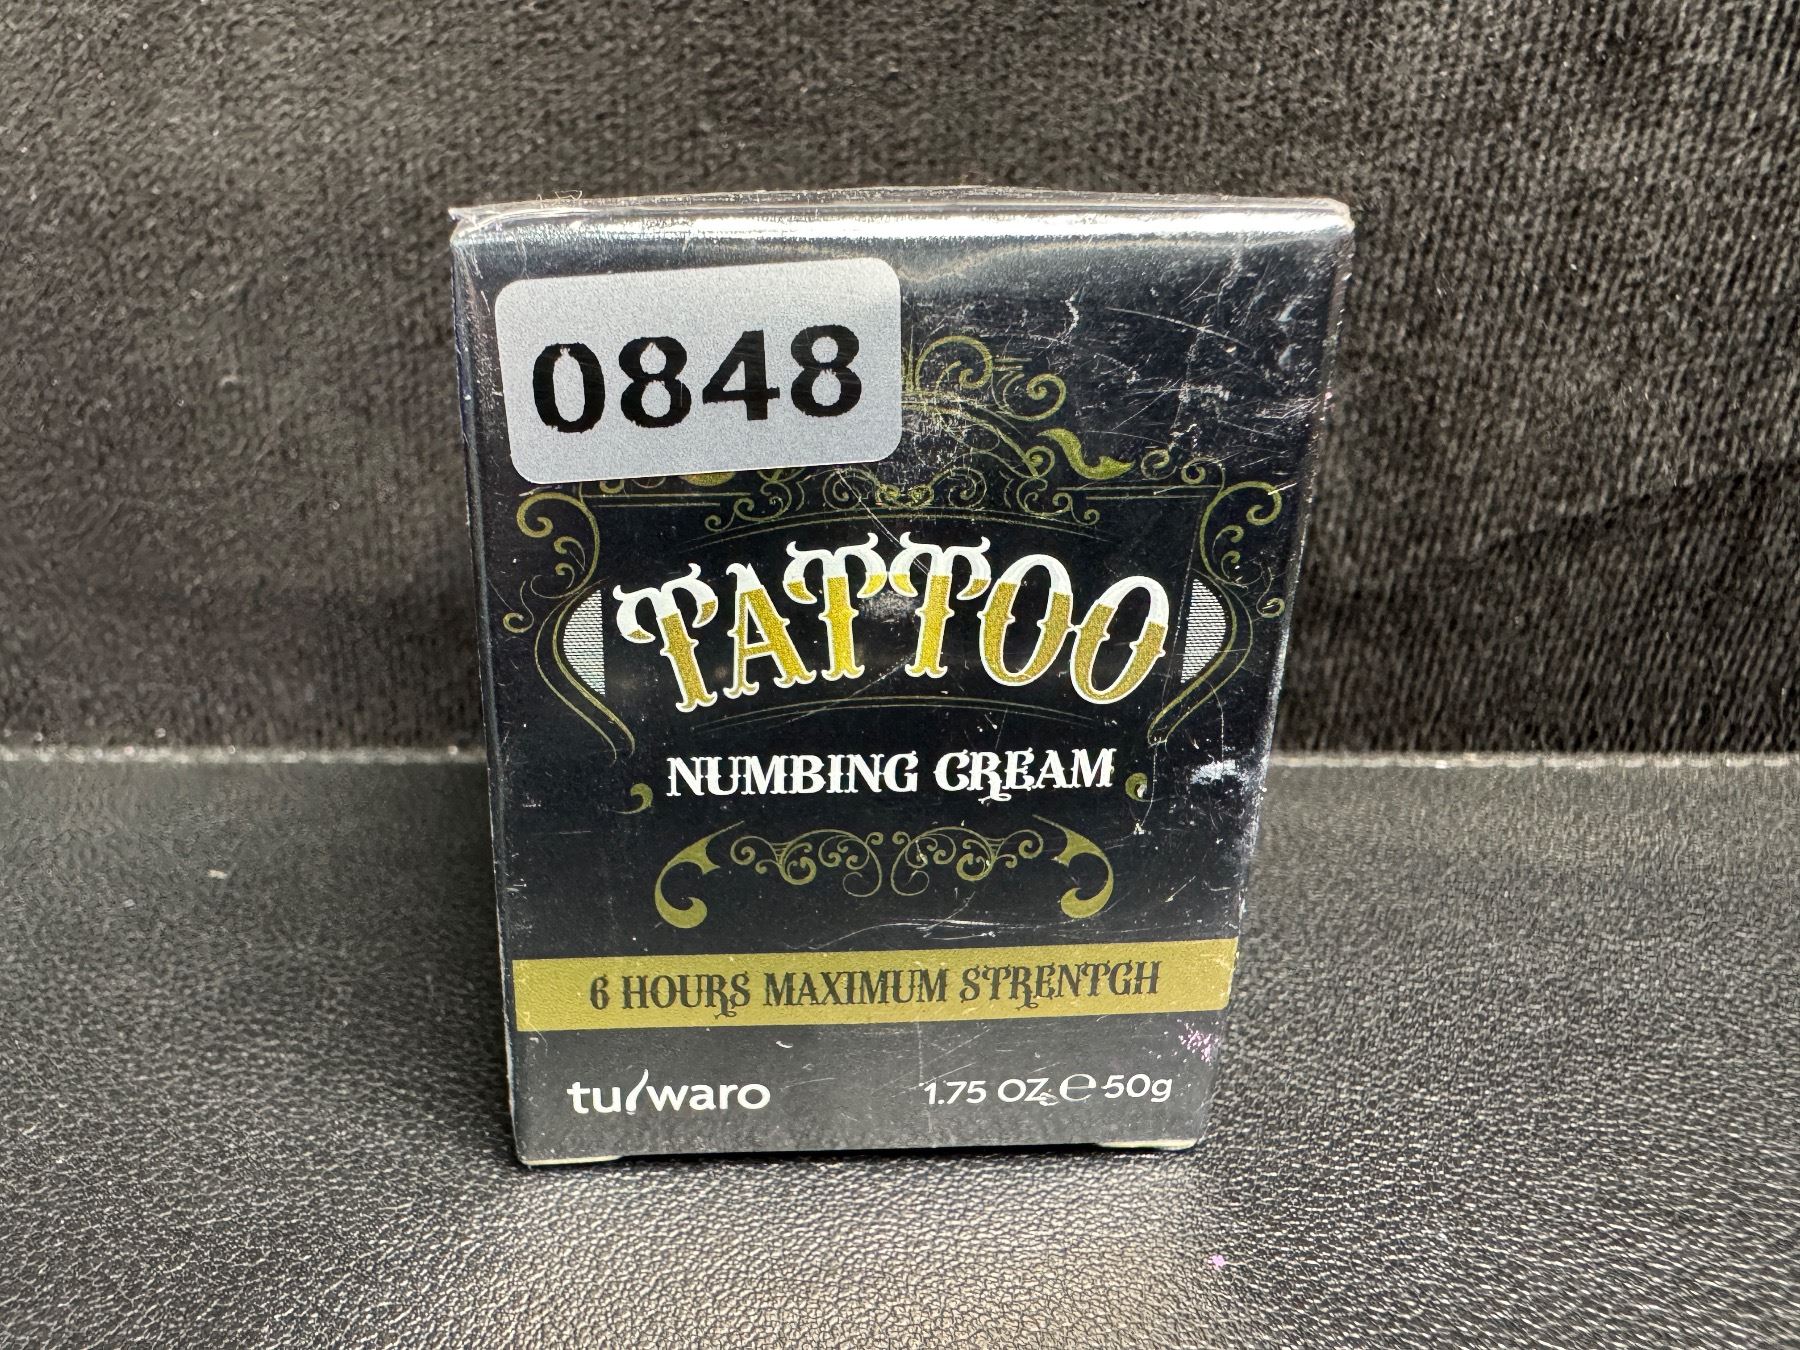 0848
TATTOO
NUMBING CREAM
6 HOURS MAXIMUM STRENTGH
tu/waro
1.75 OZ ℮ 50g